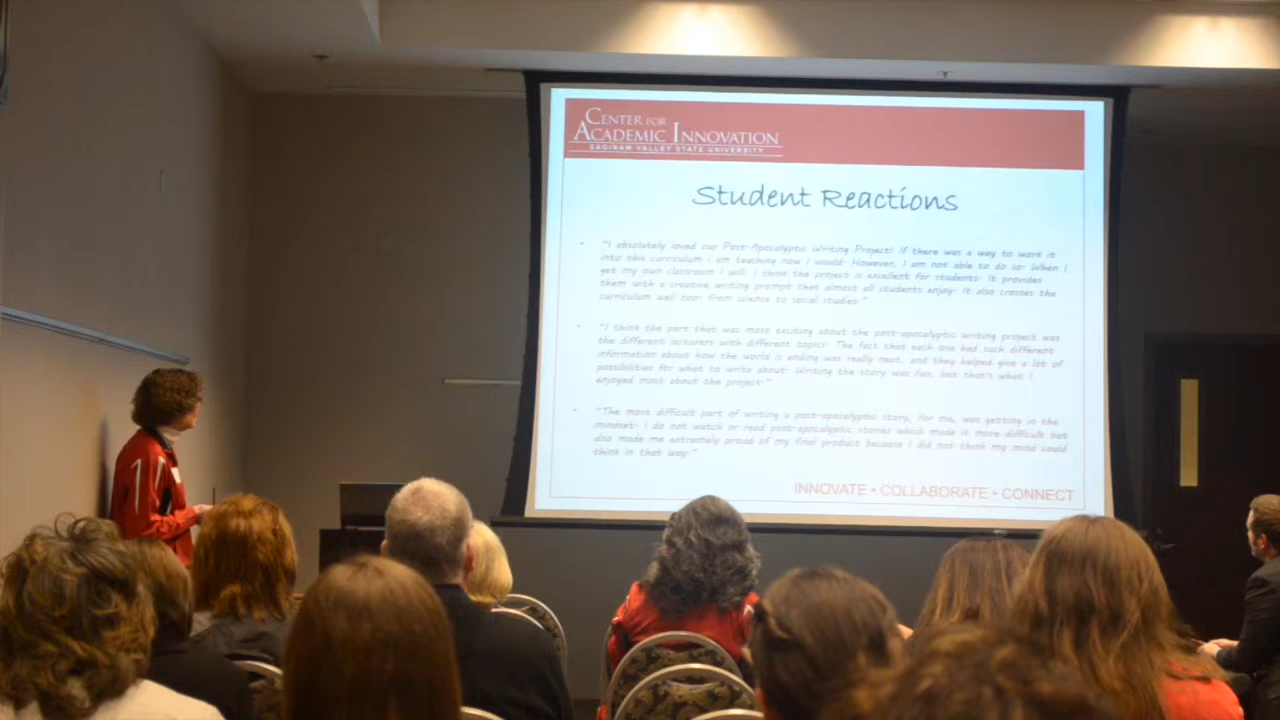 CENTER FOR
ACADEMIC INNOVATION
SAGINAW VALLEY STATE UNIVERSITY
Student Reactions
• "I absolutely loved our Post-Apocalyptic Writing Project! If there was a way to work it
into this curriculum I am teaching now I would. However, I am not able to do so. When I
get my own classroom I will. I think the project is excellent for students. It provides
them with a creative writing prompt that almost all students enjoy. It also crosses the
curriculum well too. From science to social studies."
• "I think the part that was most exciting about the post-apocalyptic writing project was
the different lecturers with different topics. The fact that each one had such different
information about how the world is ending was really neat, and they helped give a lot of
possibilities for what to write about. Writing the story was fun, but that's what I
enjoyed most about the project."
• "The most difficult part of writing a post-apocalyptic story, for me, was getting in the
mindset. I do not watch or read post-apocalyptic stories which made it more difficult but
also made me extremely proud of my final product because I did not think my mind could
think in that way."
INNOVATE • COLLABORATE • CONNECT